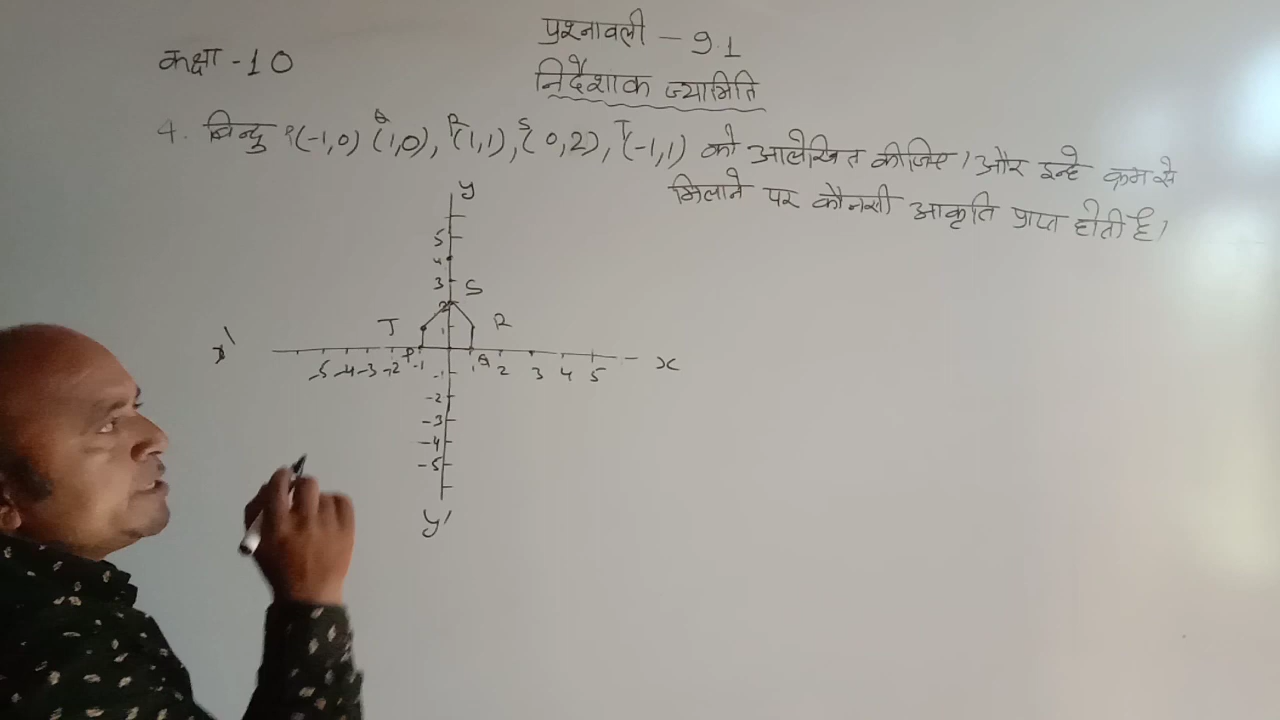 प्रश्नावली - 9.1
कक्षा - 10
निर्देशाक ज्यामिति
4. बिन्दु P(-1,0) Q(1,0), R(1,1), S(0,2), T(-1,1) को आलेखित कीजिए। और इन्हे क्रम से
मिलाने पर कौनसी आकृति प्राप्त होती है।
y
5
4
3 S
2
T 1 R
x' x
-5 -4 -3 -2 P -1 1 Q 2 3 4 5
-1
-2
-3
-4
-5
y'